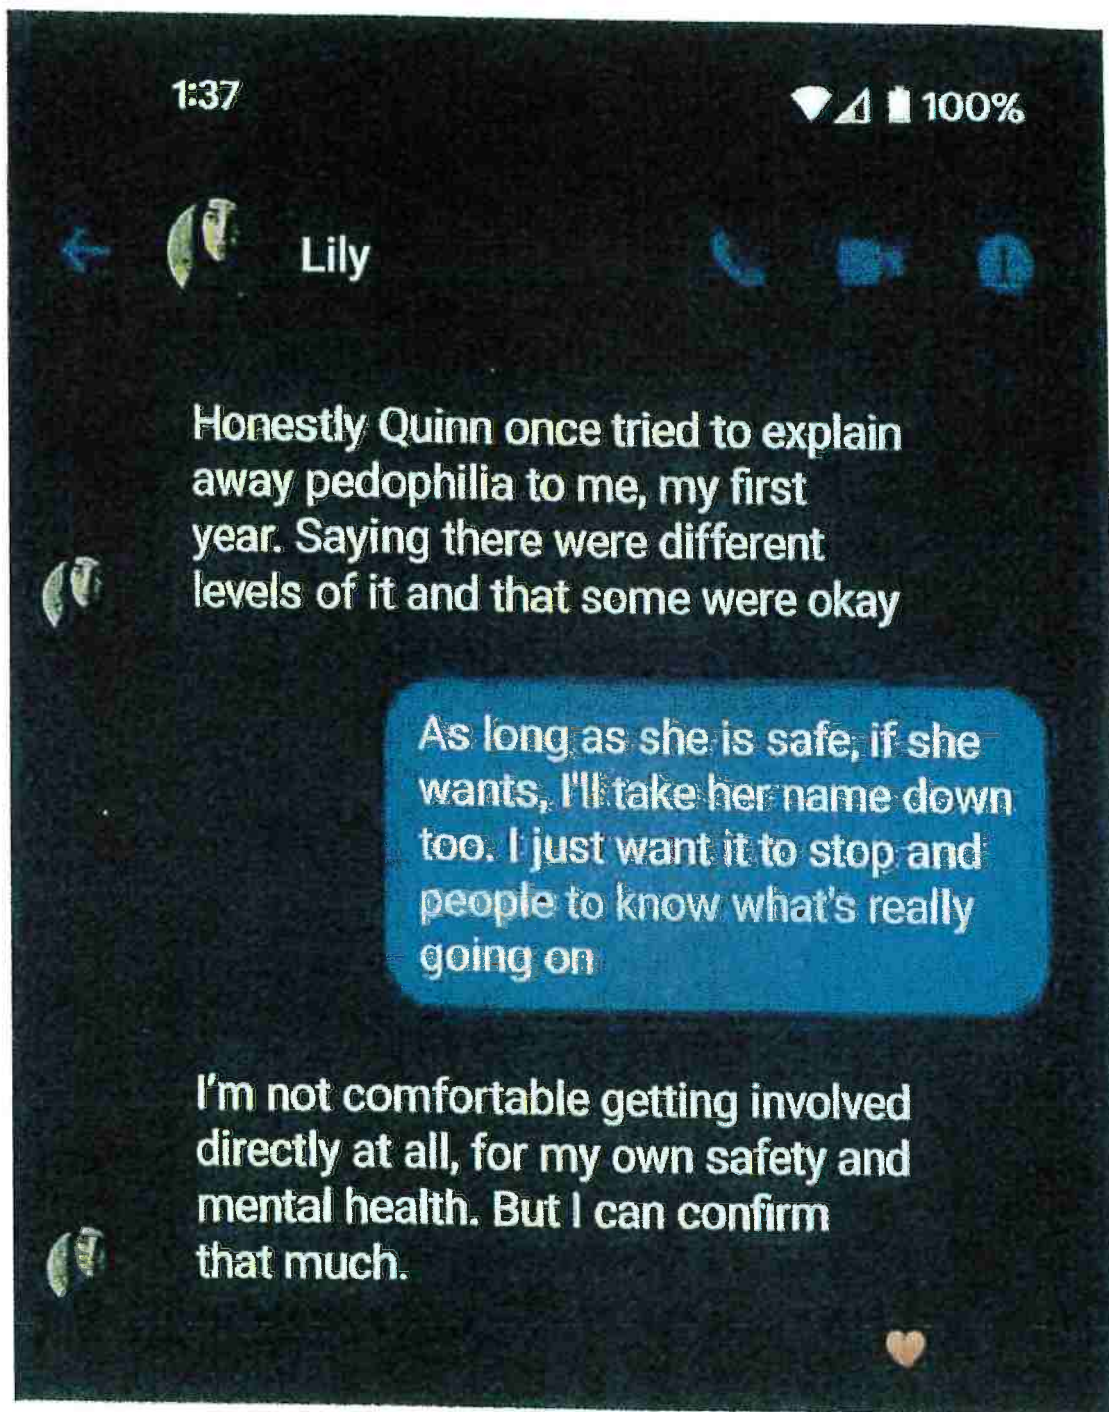 1:37
100%
Lily
Honestly Quinn once tried to explain
away pedophilia to me, my first
year. Saying there were different
levels of it and that some were okay
As long as she is safe, if she
wants, I'll take her name down
too. I just want it to stop and
people to know what's really
going on
I'm not comfortable getting involved
directly at all, for my own safety and
mental health. But I can confirm
that much.